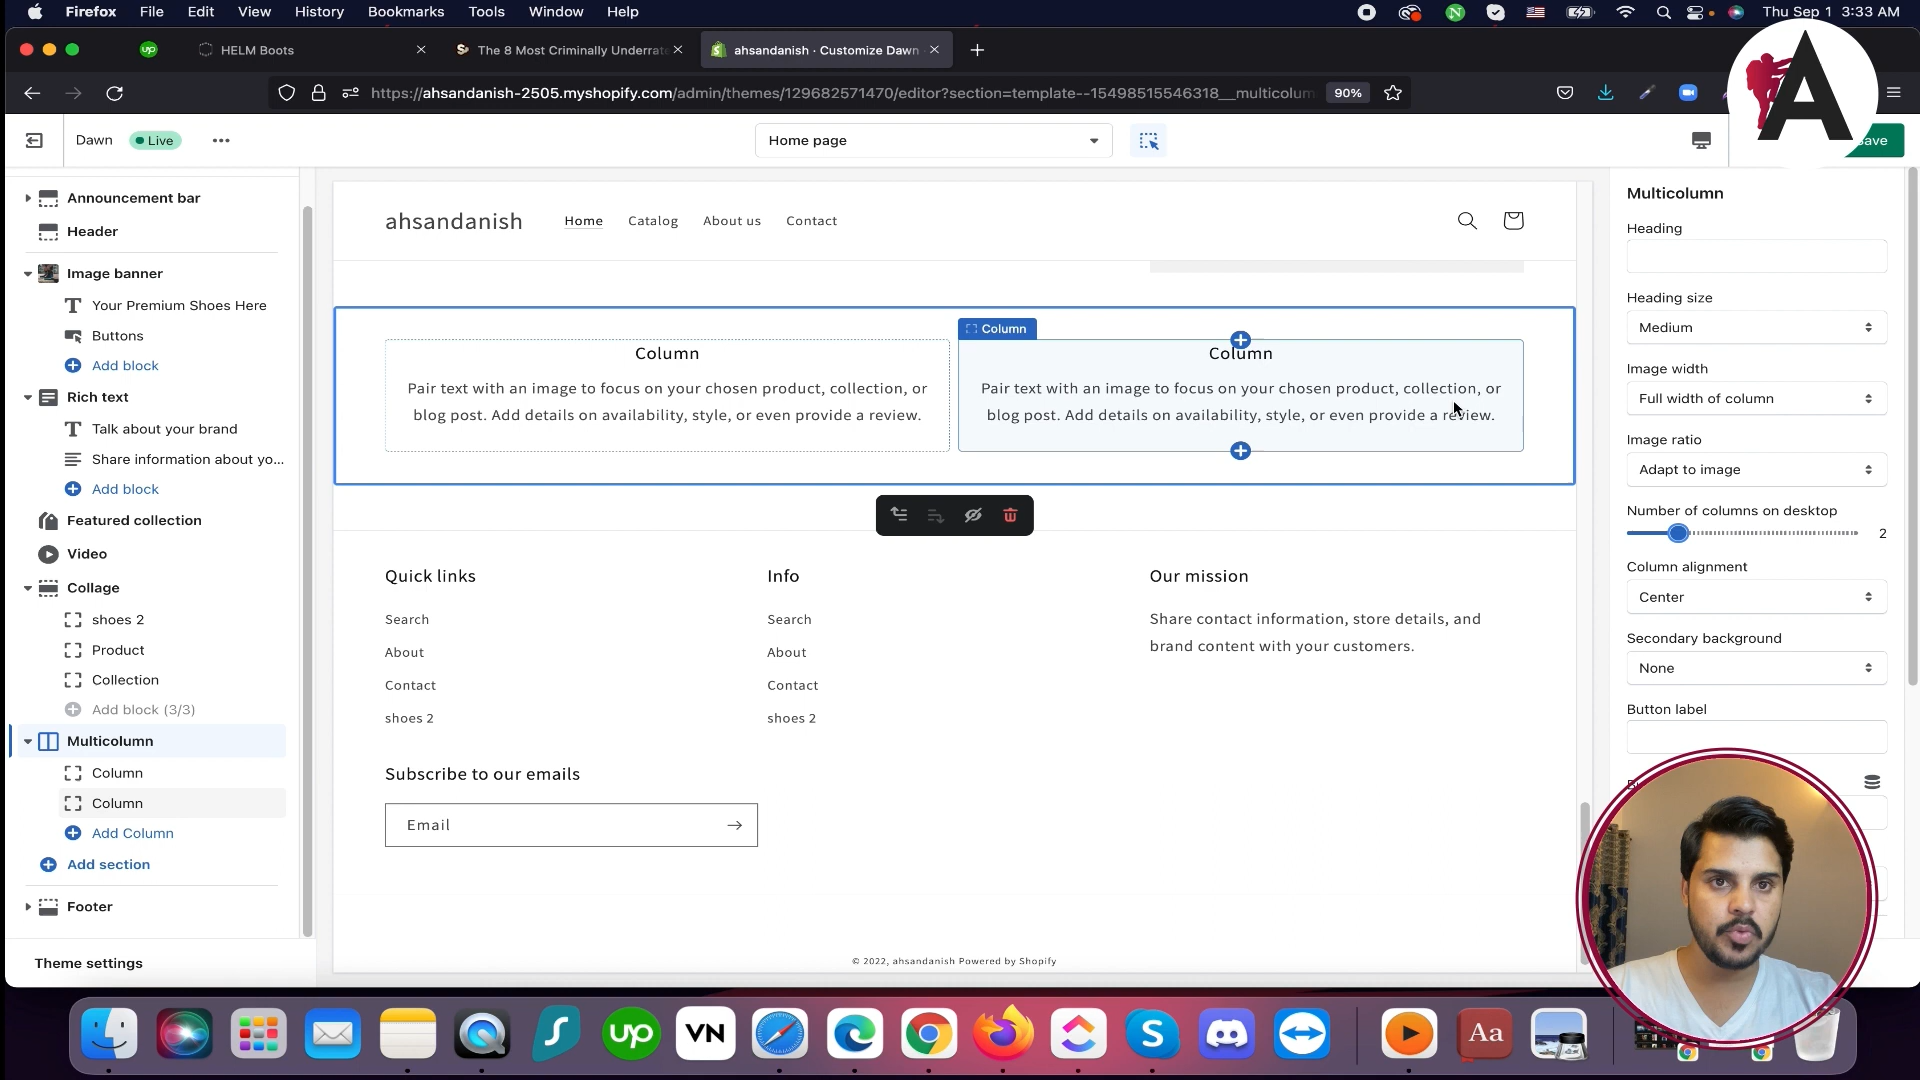 Firefox File Edit View History Bookmarks Tools Window Help Thu Sep 1 3:33 AM
up HELM Boots The 8 Most Criminally Underrate ahsandanish · Customize Dawn
https://ahsandanish-2505.myshopify.com/admin/themes/129682571470/editor?section=template--15498515546318__multicolum 90%
Dawn Live Home page ave
A
Announcement bar
Header
Image banner
Your Premium Shoes Here
Buttons
Add block
Rich text
Talk about your brand
Share information about yo...
Add block
Featured collection
Video
Collage
shoes 2
Product
Collection
Add block (3/3)
Multicolumn
Column
Column
Add Column
Add section
Footer
Theme settings
ahsandanish Home Catalog About us Contact
Column
Column
Pair text with an image to focus on your chosen product, collection, or
blog post. Add details on availability, style, or even provide a review.
Column
Pair text with an image to focus on your chosen product, collection, or
blog post. Add details on availability, style, or even provide a review.
Quick links
Search
About
Contact
shoes 2
Info
Search
About
Contact
shoes 2
Our mission
Share contact information, store details, and
brand content with your customers.
Subscribe to our emails
Email
© 2022, ahsandanish Powered by Shopify
Multicolumn
Heading
Heading size
Medium
Image width
Full width of column
Image ratio
Adapt to image
Number of columns on desktop
2
Column alignment
Center
Secondary background
None
Button label
up VN Aa